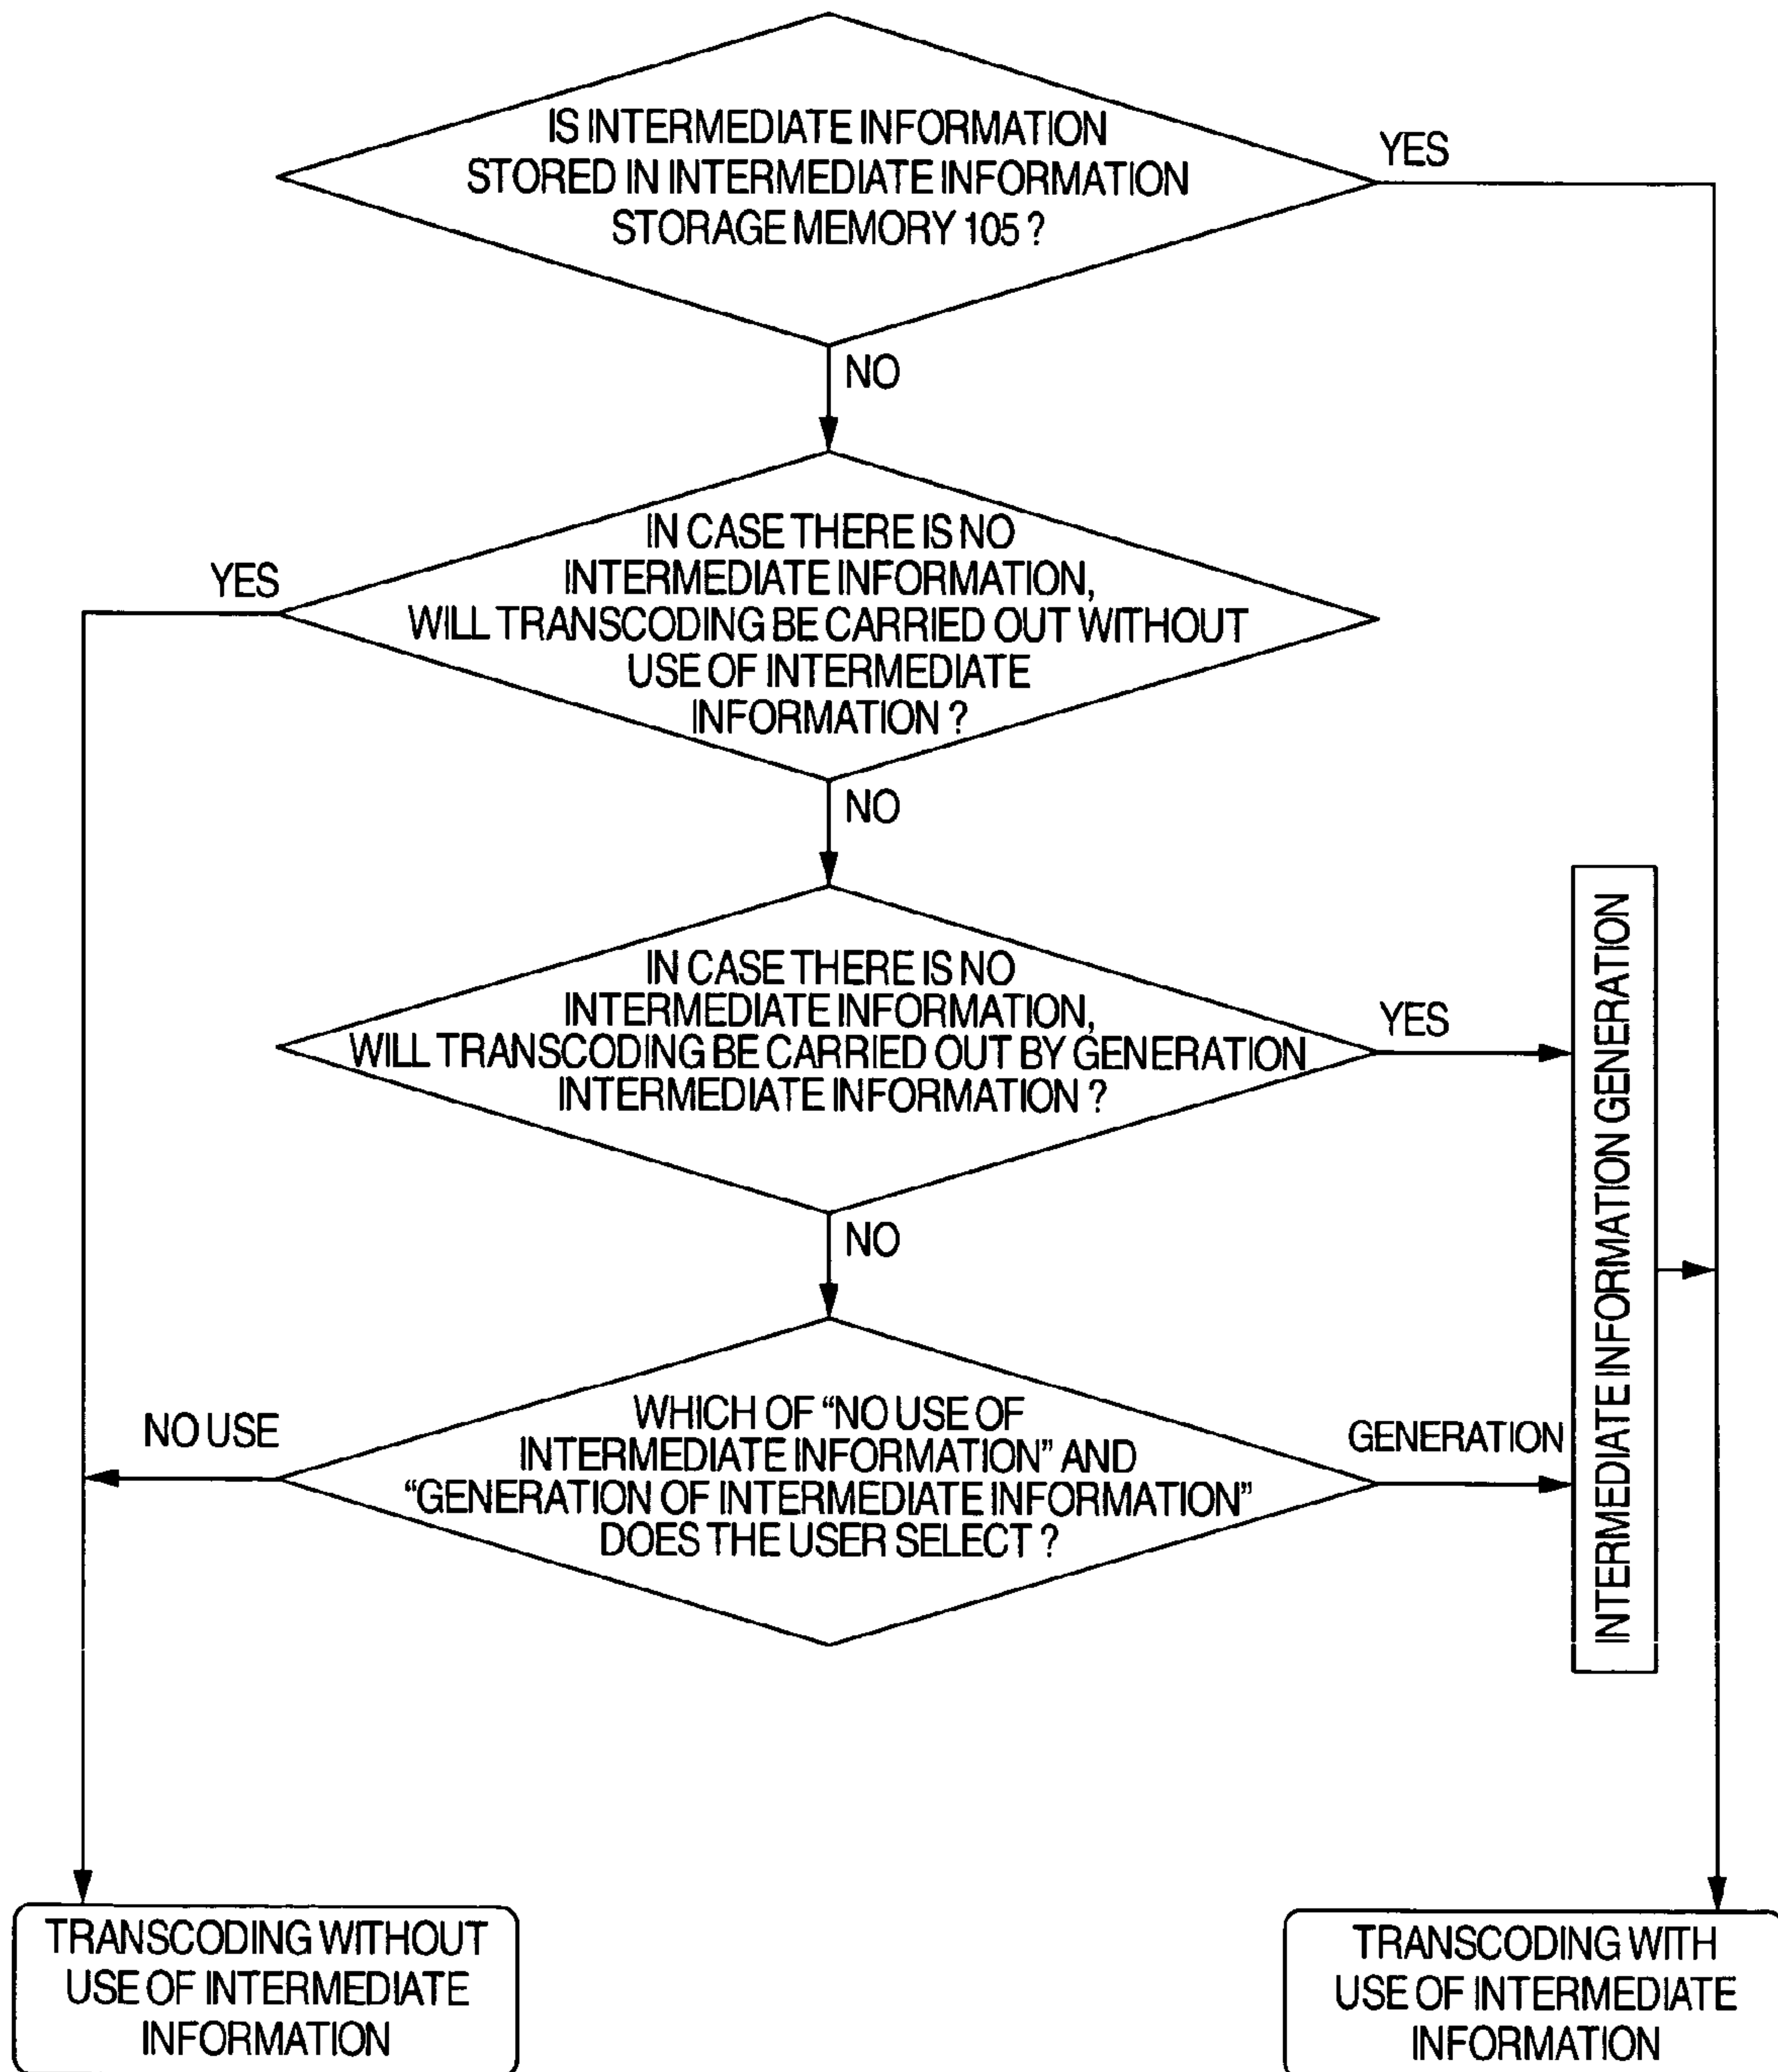 IS INTERMEDIATE INFORMATION
STORED IN INTERMEDIATE INFORMATION
STORAGE MEMORY 105 ?
YES
NO
IN CASE THERE IS NO
INTERMEDIATE INFORMATION,
WILL TRANSCODING BE CARRIED OUT WITHOUT
USE OF INTERMEDIATE
INFORMATION ?
YES
NO
IN CASE THERE IS NO
INTERMEDIATE INFORMATION,
WILL TRANSCODING BE CARRIED OUT BY GENERATION
INTERMEDIATE INFORMATION ?
YES
NO
INTERMEDIATE INFORMATION GENERATION
WHICH OF “NO USE OF
INTERMEDIATE INFORMATION” AND
“GENERATION OF INTERMEDIATE INFORMATION”
DOES THE USER SELECT ?
NO USE
GENERATION
TRANSCODING WITHOUT
USE OF INTERMEDIATE
INFORMATION
TRANSCODING WITH
USE OF INTERMEDIATE
INFORMATION